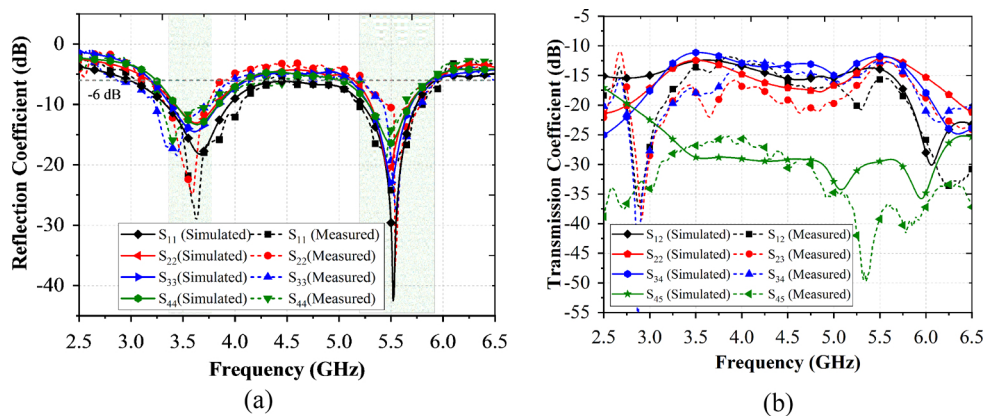 (a)
Reflection Coefficient (dB)
0
-10
-20
-30
-40
-6 dB
S11 (Simulated) S11 (Measured)
S22(Simulated) S22(Measured)
S33(Simulated) S33(Measured)
S44(Simulated) S44(Measured)
2.5 3.0 3.5 4.0 4.5 5.0 5.5 6.0 6.5
Frequency (GHz)
(a)
Transmission Coefficient (dB)
-5
-10
-15
-20
-25
-30
-35
-40
-45
-50
-55
S12 (Simulated) S12 (Measured)
S22 (Simulated) S23 (Measured)
S34 (Simulated) S34 (Measured)
S45 (Simulated) S45 (Measured)
2.5 3.0 3.5 4.0 4.5 5.0 5.5 6.0 6.5
Frequency (GHz)
(b)